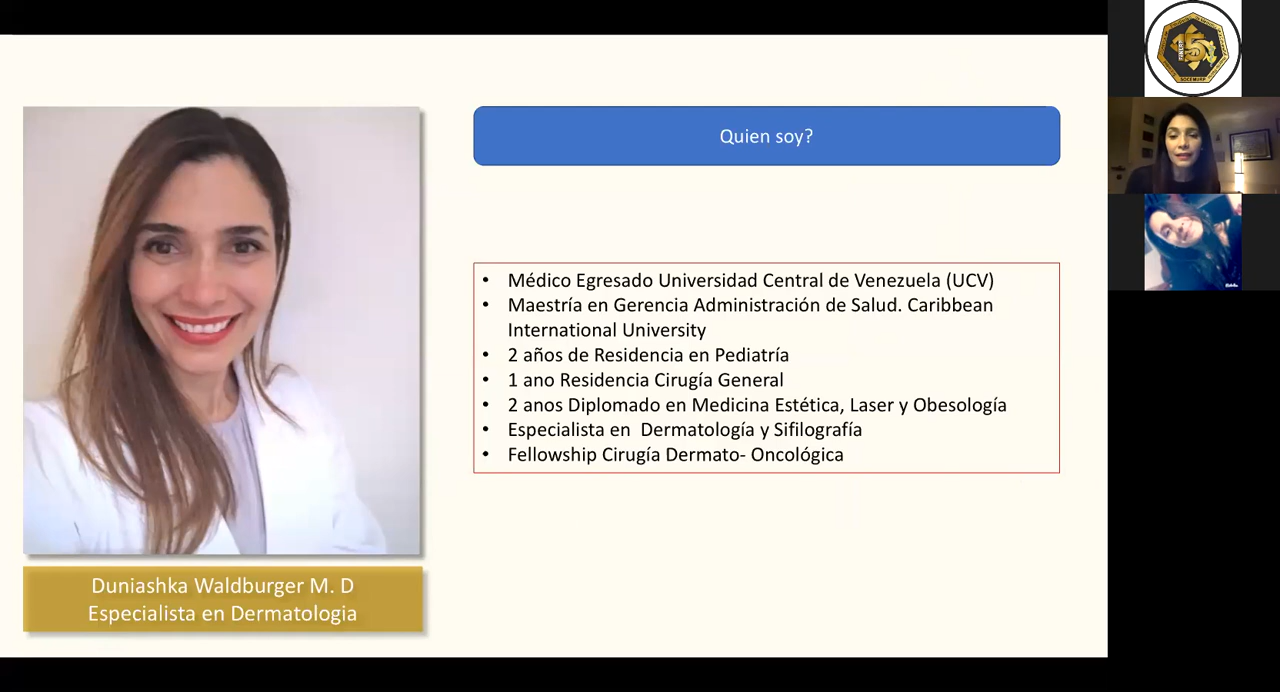 Quien soy?
• Médico Egresado Universidad Central de Venezuela (UCV)
• Maestría en Gerencia Administración de Salud. Caribbean
International University
• 2 años de Residencia en Pediatría
• 1 ano Residencia Cirugía General
• 2 anos Diplomado en Medicina Estética, Laser y Obesología
• Especialista en Dermatología y Sifilografía
• Fellowship Cirugía Dermato- Oncológica
Duniashka Waldburger M. D
Especialista en Dermatologia
15